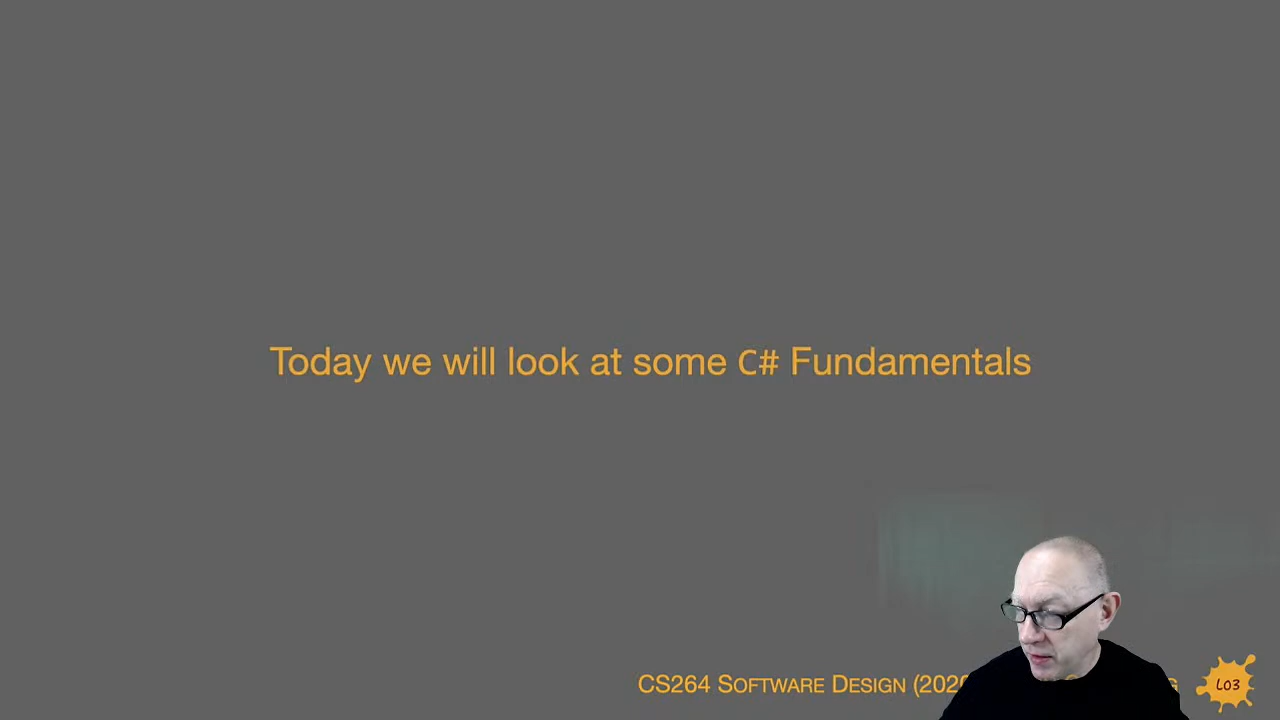 Today we will look at some C# Fundamentals
CS264 SOFTWARE DESIGN (202
L03